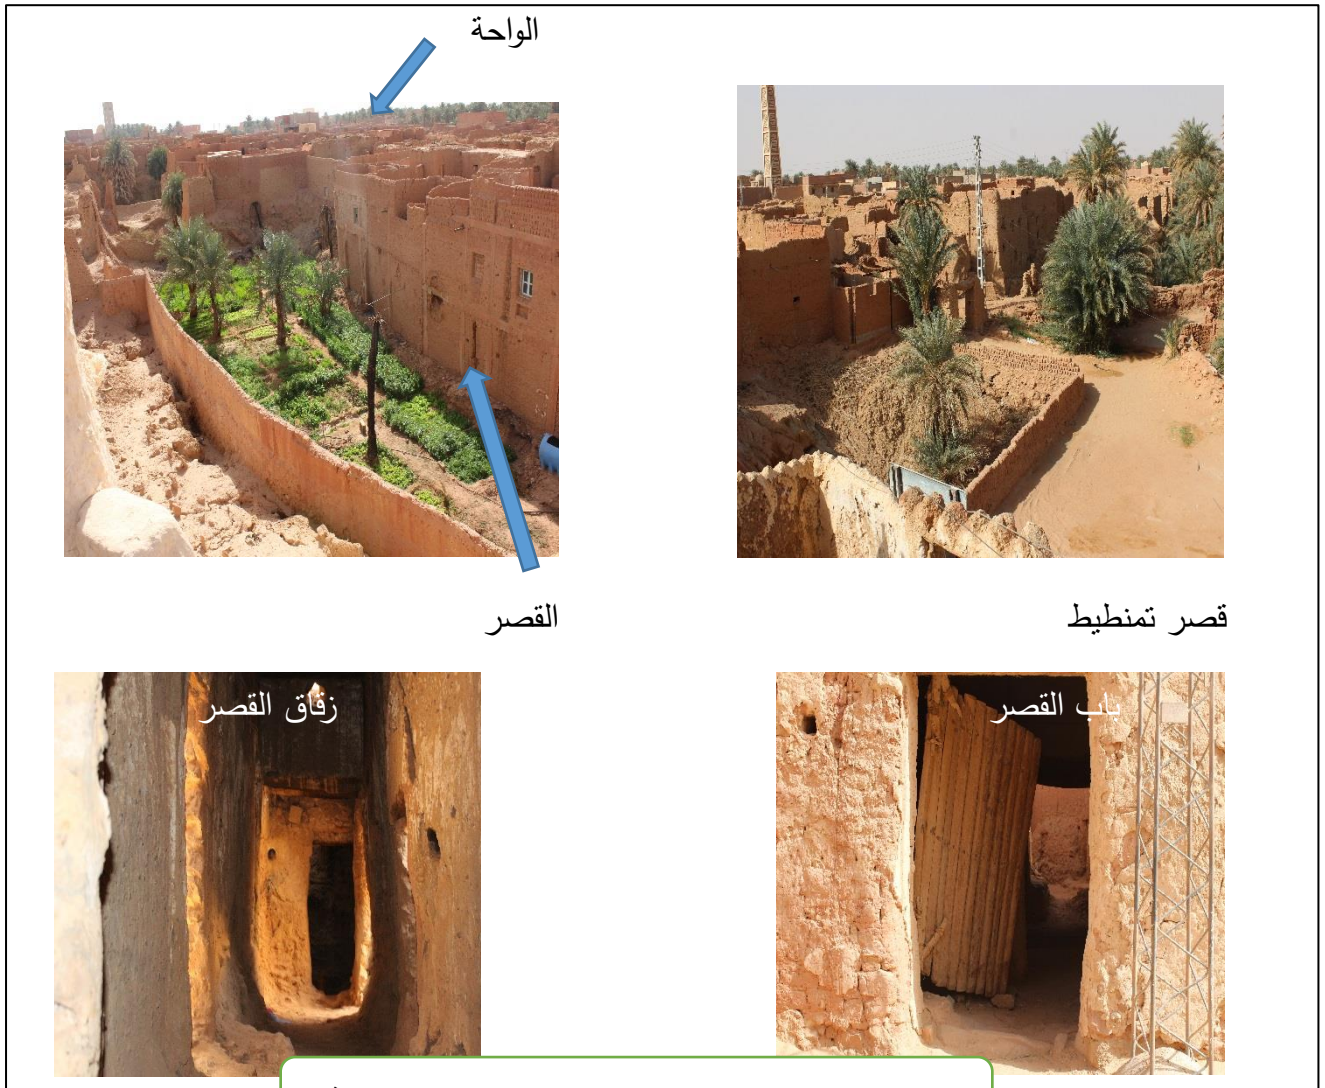 الواحة
قصر تمنطيط
القصر
باب القصر
زقاق القصر